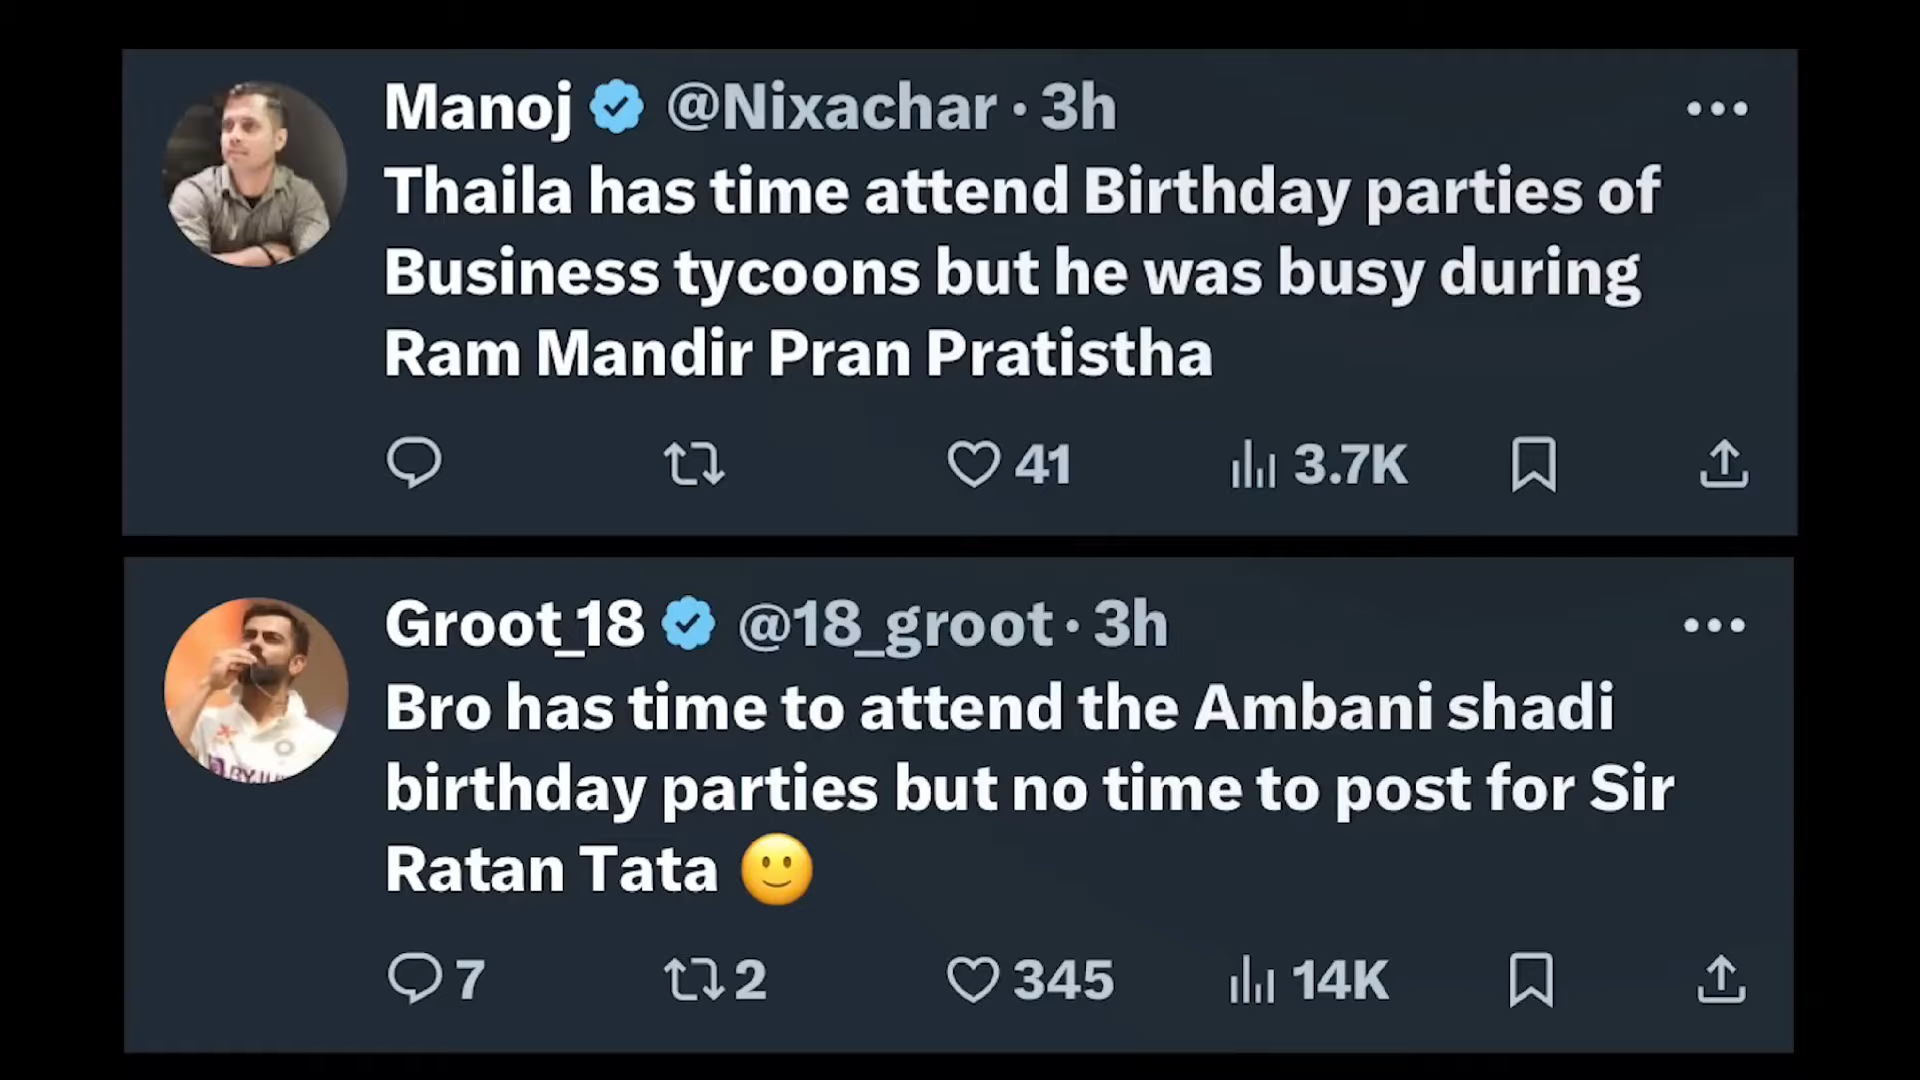 Manoj @Nixachar · 3h
Thaila has time attend Birthday parties of
Business tycoons but he was busy during
Ram Mandir Pran Pratistha
41 3.7K
Groot_18 @18_groot · 3h
Bro has time to attend the Ambani shadi
birthday parties but no time to post for Sir
Ratan Tata 🙂
7 2 345 14K